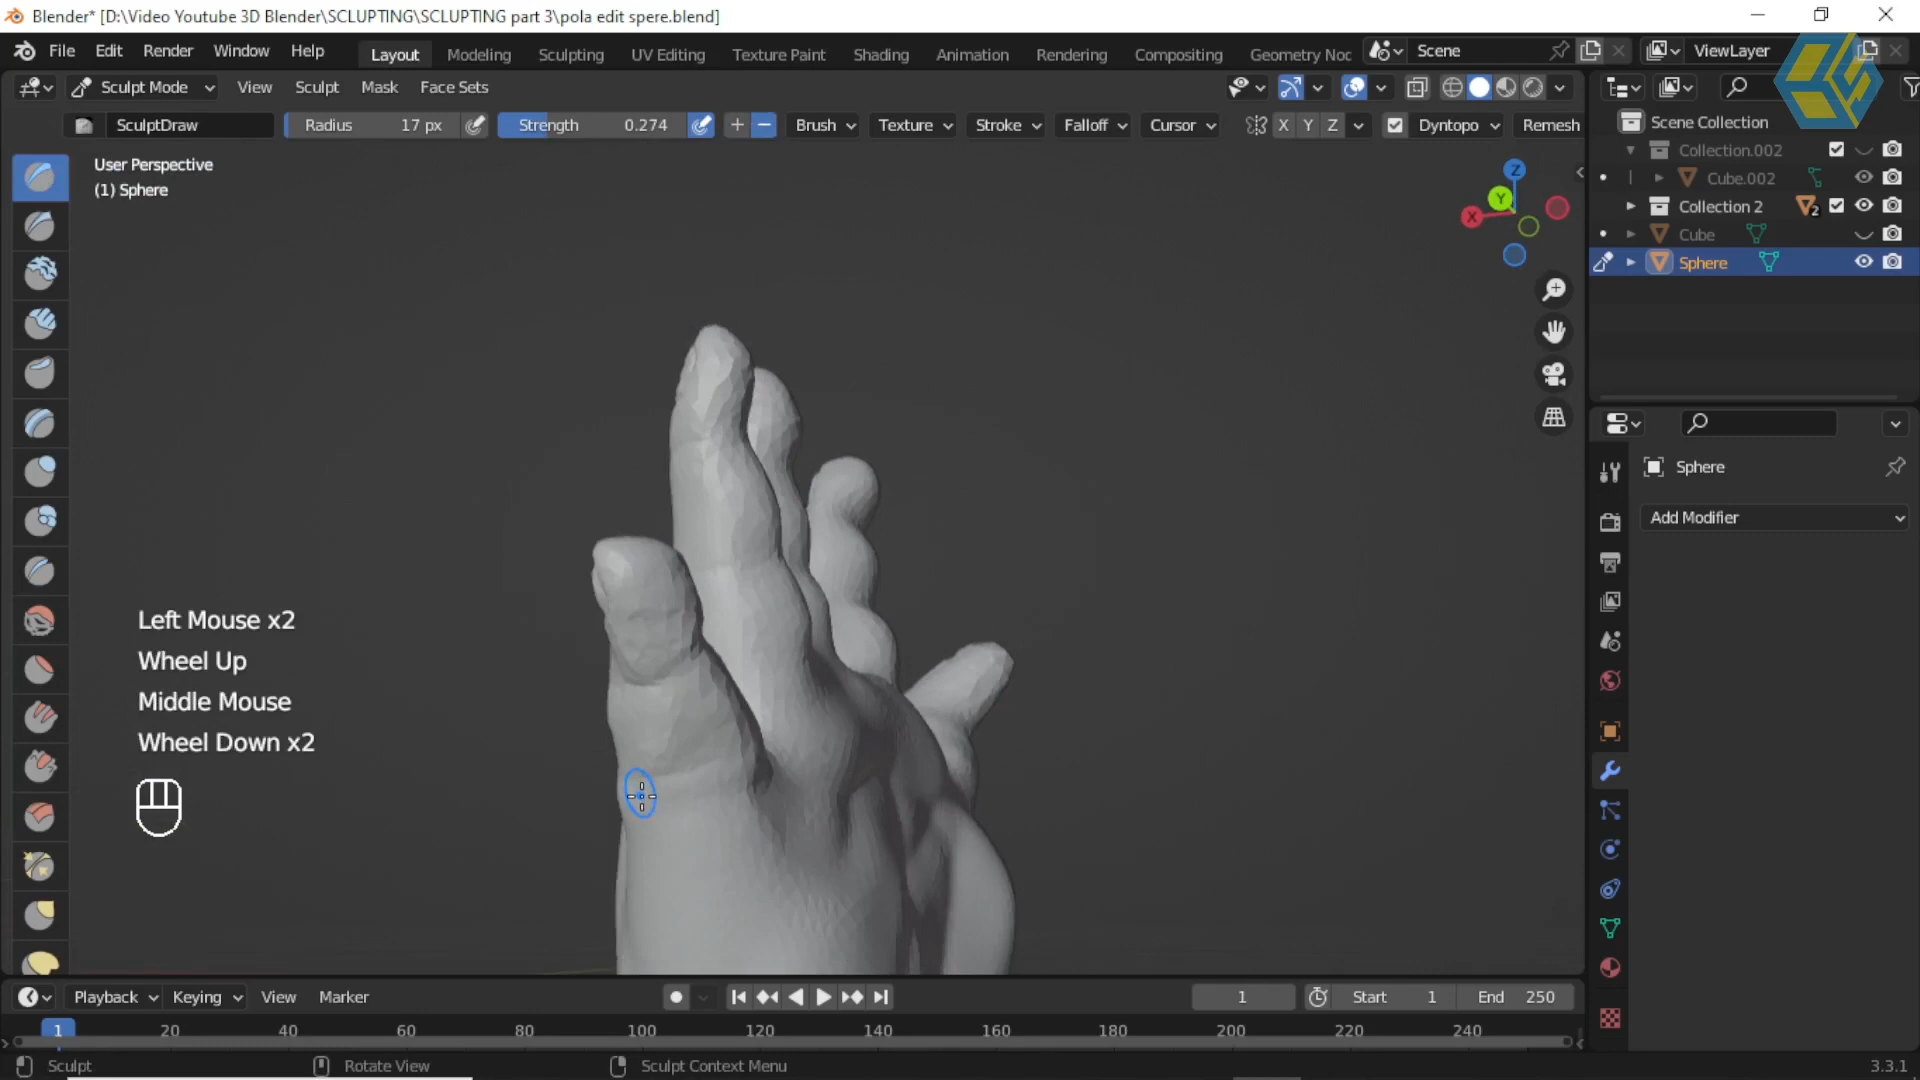 Blender* [D:\Video Youtube 3D Blender\SCLUPTING\SCLUPTING part 3\pola edit spere.blend]
File Edit Render Window Help Layout Modeling Sculpting UV Editing Texture Paint Shading Animation Rendering Compositing Geometry Noc Scene ViewLayer
Sculpt Mode View Sculpt Mask Face Sets
SculptDraw Radius 17 px Strength 0.274 Brush Texture Stroke Falloff Cursor X Y Z Dyntopo Remesh
User Perspective
(1) Sphere
Z
Y
X
Scene Collection
Collection.002
Cube.002
Collection 2 2
Cube
Sphere
Sphere
Add Modifier
Left Mouse x2
Wheel Up
Middle Mouse
Wheel Down x2
Playback Keying View Marker 1 Start 1 End 250
1 20 40 60 80 100 120 140 160 180 200 220 240
Sculpt Rotate View Sculpt Context Menu 3.3.1